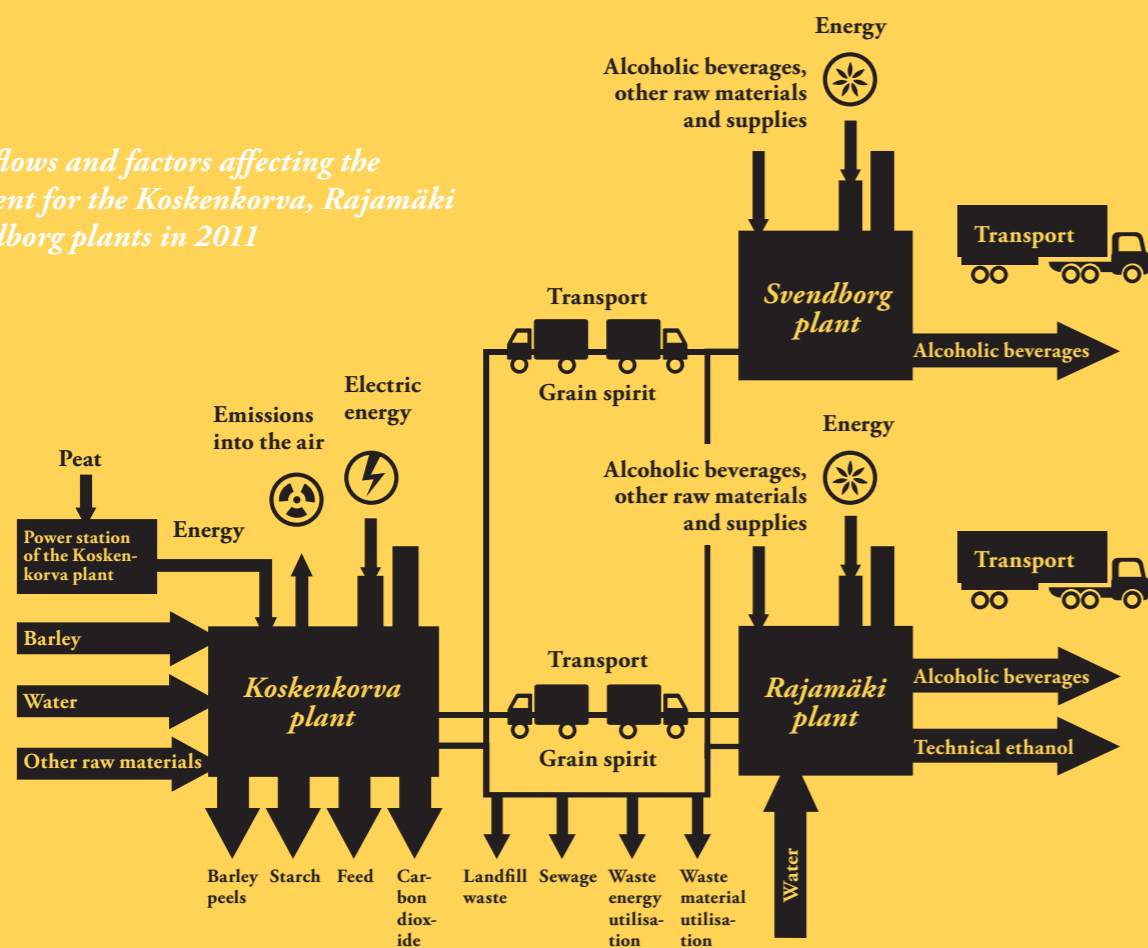 flows and factors affecting the
ent for the Koskenkorva, Rajamäki
dborg plants in 2011
Energy
Alcoholic beverages,
other raw materials
and supplies
Transport
Svendborg
plant
Alcoholic beverages
Transport
Grain spirit
Electric
energy
Emissions
into the air
Peat
Power station
of the Kosken-
korva plant
Energy
Barley
Water
Other raw materials
Koskenkorva
plant
Energy
Alcoholic beverages,
other raw materials
and supplies
Transport
Transport
Grain spirit
Rajamäki
plant
Alcoholic beverages
Technical ethanol
Water
Barley
peels
Starch
Feed
Car-
bon
diox-
ide
Landfill
waste
Sewage
Waste
energy
utilisa-
tion
Waste
material
utilisa-
tion